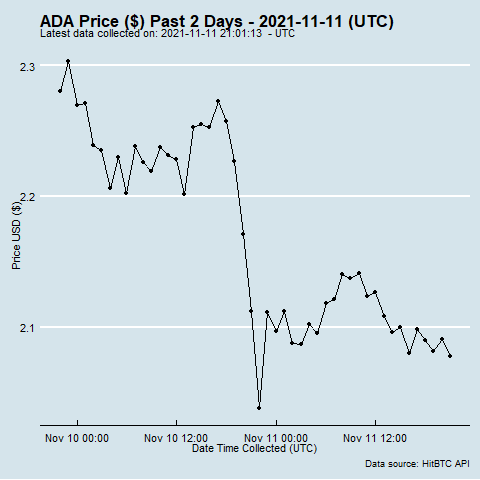 ADA Price ($) Past 2 Days - 2021-11-11 (UTC)
Latest data collected on: 2021-11-11 21:01:13  - UTC
2.3
2.2
2.1
Price USD ($)
Nov 10 00:00
Nov 10 12:00
Nov 11 00:00
Nov 11 12:00
Date Time Collected (UTC)
Data source: HitBTC API